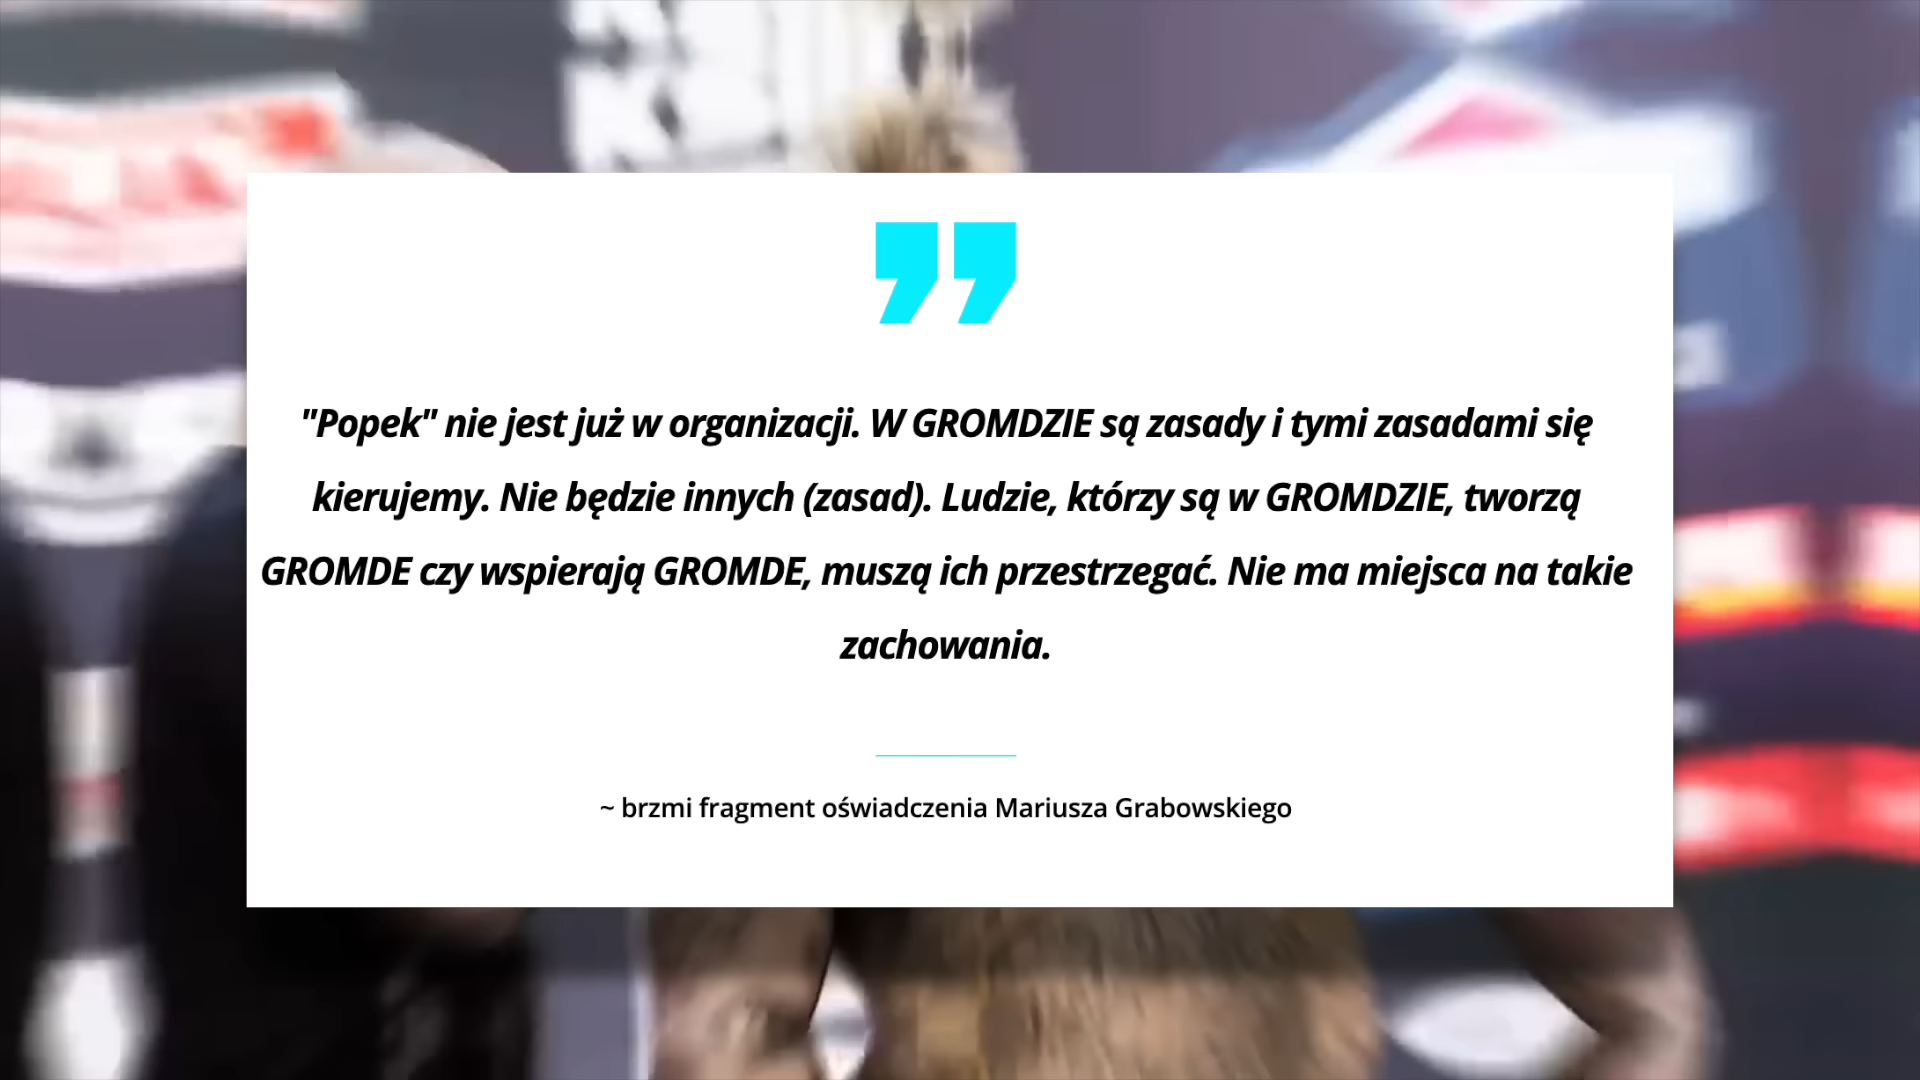 "Popek" nie jest już w organizacji. W GROMDZIE są zasady i tymi zasadami się
kierujemy. Nie będzie innych (zasad). Ludzie, którzy są w GROMDZIE, tworzą
GROMDE czy wspierają GROMDE, muszą ich przestrzegać. Nie ma miejsca na takie
zachowania.
~ brzmi fragment oświadczenia Mariusza Grabowskiego